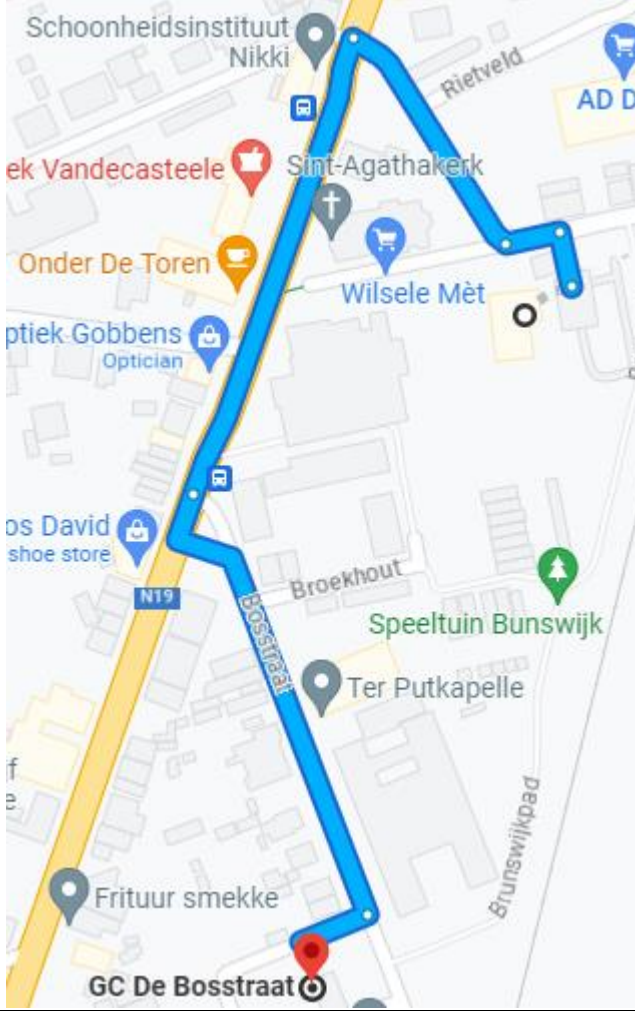 Schoonheidsinstituut
Nikki
Rietveld
AD D
ek Vandecasteele
Sint-Agathakerk
Onder De Toren
Wilsele Mèt
ptiek Gobbens
Optician
os David
shoe store
Broekhout
N19
Bosstraat
Speeltuin Bunswijk
Ter Putkapelle
f
e
Brunswijkpad
Frituur smekke
GC De Bosstraat